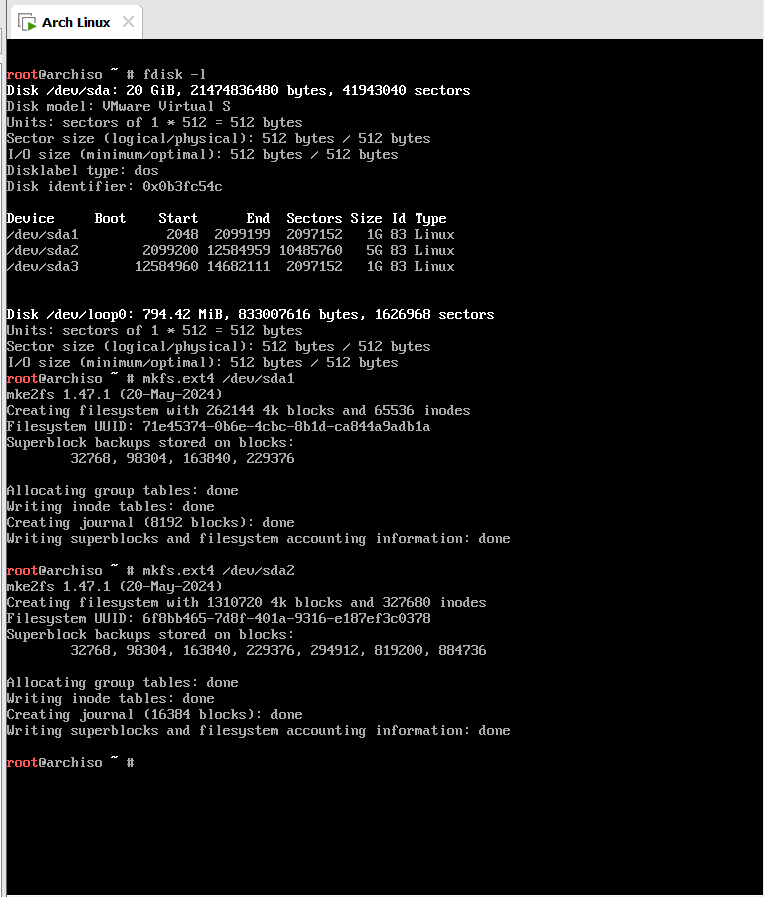 Arch Linux
root@archiso ~ # fdisk -l
Disk /dev/sda: 20 GiB, 21474836480 bytes, 41943040 sectors
Disk model: VMware Virtual S
Units: sectors of 1 * 512 = 512 bytes
Sector size (logical/physical): 512 bytes / 512 bytes
I/O size (minimum/optimal): 512 bytes / 512 bytes
Disklabel type: dos
Disk identifier: 0x0b3fc54c
Device     Boot    Start      End  Sectors Size Id Type
/dev/sda1           2048  2099199  2097152   1G 83 Linux
/dev/sda2        2099200 12584959 10485760   5G 83 Linux
/dev/sda3       12584960 14682111  2097152   1G 83 Linux
Disk /dev/loop0: 794.42 MiB, 833007616 bytes, 1626968 sectors
Units: sectors of 1 * 512 = 512 bytes
Sector size (logical/physical): 512 bytes / 512 bytes
I/O size (minimum/optimal): 512 bytes / 512 bytes
root@archiso ~ # mkfs.ext4 /dev/sda1
mke2fs 1.47.1 (20-May-2024)
Creating filesystem with 262144 4k blocks and 65536 inodes
Filesystem UUID: 71e45374-0b6e-4cbc-8b1d-ca844a9adb1a
Superblock backups stored on blocks:
        32768, 98304, 163840, 229376
Allocating group tables: done
Writing inode tables: done
Creating journal (8192 blocks): done
Writing superblocks and filesystem accounting information: done
root@archiso ~ # mkfs.ext4 /dev/sda2
mke2fs 1.47.1 (20-May-2024)
Creating filesystem with 1310720 4k blocks and 327680 inodes
Filesystem UUID: 6f8bb465-7d8f-401a-9316-e187ef3c0378
Superblock backups stored on blocks:
        32768, 98304, 163840, 229376, 294912, 819200, 884736
Allocating group tables: done
Writing inode tables: done
Creating journal (16384 blocks): done
Writing superblocks and filesystem accounting information: done
root@archiso ~ #